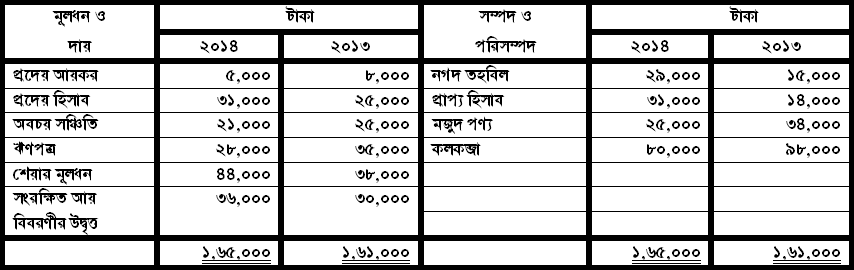 মূলধন ও টাকা সম্পদ ও টাকা
দায় ২০১৪ ২০১৩ পরিসম্পদ ২০১৪ ২০১৩
প্রদেয় আয়কর ৫,০০০ ৮,০০০ নগদ তহবিল ২৯,০০০ ১৫,০০০
প্রদেয় হিসাব ৩১,০০০ ২৫,০০০ প্রাপ্য হিসাব ৩১,০০০ ১৪,০০০
অবচয় সঞ্চিতি ২১,০০০ ২৫,০০০ মজুদ পণ্য ২৫,০০০ ৩৪,০০০
ঋণপত্র ২৮,০০০ ৩৫,০০০ কলকব্জা ৮০,০০০ ৯৮,০০০
শেয়ার মূলধন ৪৪,০০০ ৩৮,০০০
সংরক্ষিত আয় ৩৬,০০০ ৩০,০০০
বিবরণীর উদ্বৃত্ত
১,৬৫,০০০ ১,৬১,০০০ ১,৬৫,০০০ ১,৬১,০০০